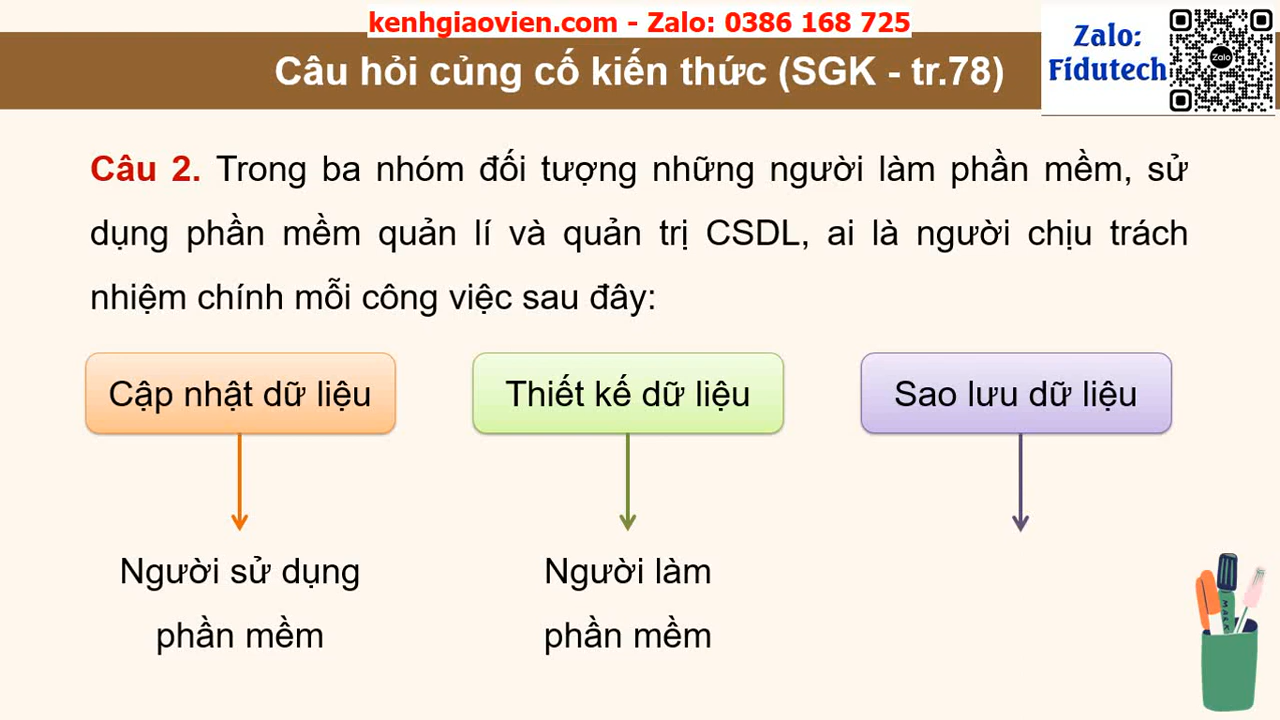 kenhgiaovien.com - Zalo: 0386 168 725
Câu hỏi củng cố kiến thức (SGK - tr.78)
Zalo:
Fidutech
Zalo
Câu 2. Trong ba nhóm đối tượng những người làm phần mềm, sử
dụng phần mềm quản lí và quản trị CSDL, ai là người chịu trách
nhiệm chính mỗi công việc sau đây:
Cập nhật dữ liệu
Thiết kế dữ liệu
Sao lưu dữ liệu
Người sử dụng
phần mềm
Người làm
phần mềm